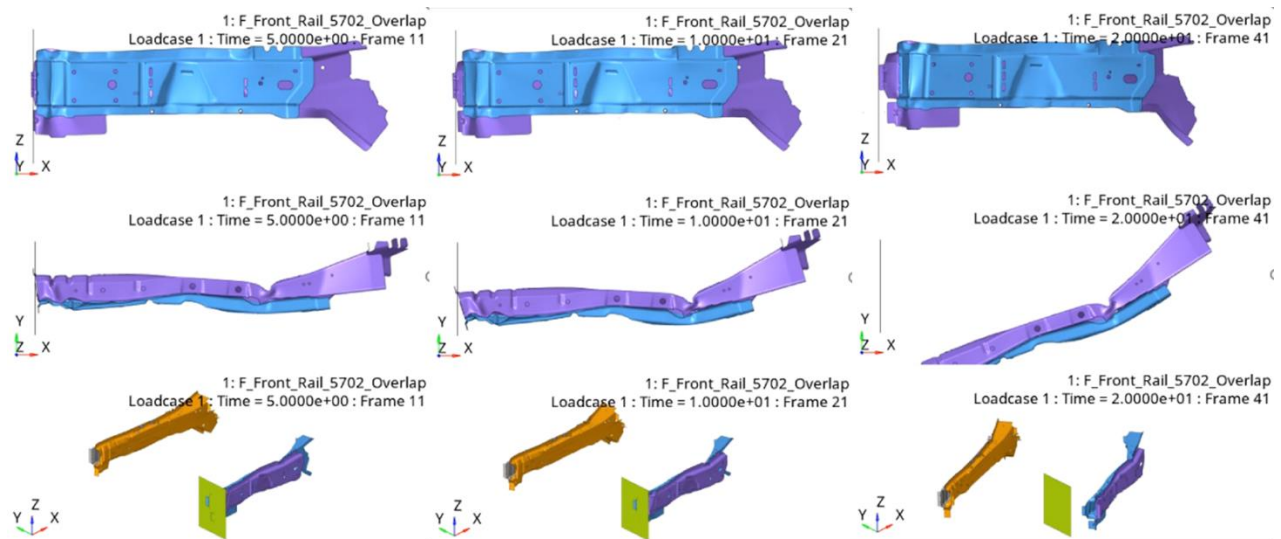 1: F_Front_Rail_5702_Overlap
Loadcase 1 : Time = 5.0000e+00 : Frame 11
Z
Y X
1: F_Front_Rail_5702_Overlap
Loadcase 1 : Time = 1.0000e+01 : Frame 21
Z
Y X
1: F_Front_Rail_5702_Overlap
Loadcase 1 : Time = 2.0000e+01 : Frame 41
Z
Y X
1: F_Front_Rail_5702_Overlap
Loadcase 1 : Time = 5.0000e+00 : Frame 11
Y
Z X
1: F_Front_Rail_5702_Overlap
Loadcase 1 : Time = 1.0000e+01 : Frame 21
Y
Z X
1: F_Front_Rail_5702_Overlap
Loadcase 1 : Time = 2.0000e+01 : Frame 41
Y
Z X
1: F_Front_Rail_5702_Overlap
Loadcase 1 : Time = 5.0000e+00 : Frame 11
Z
Y X
1: F_Front_Rail_5702_Overlap
Loadcase 1 : Time = 1.0000e+01 : Frame 21
Z
Y X
1: F_Front_Rail_5702_Overlap
Loadcase 1 : Time = 2.0000e+01 : Frame 41
Z
Y X